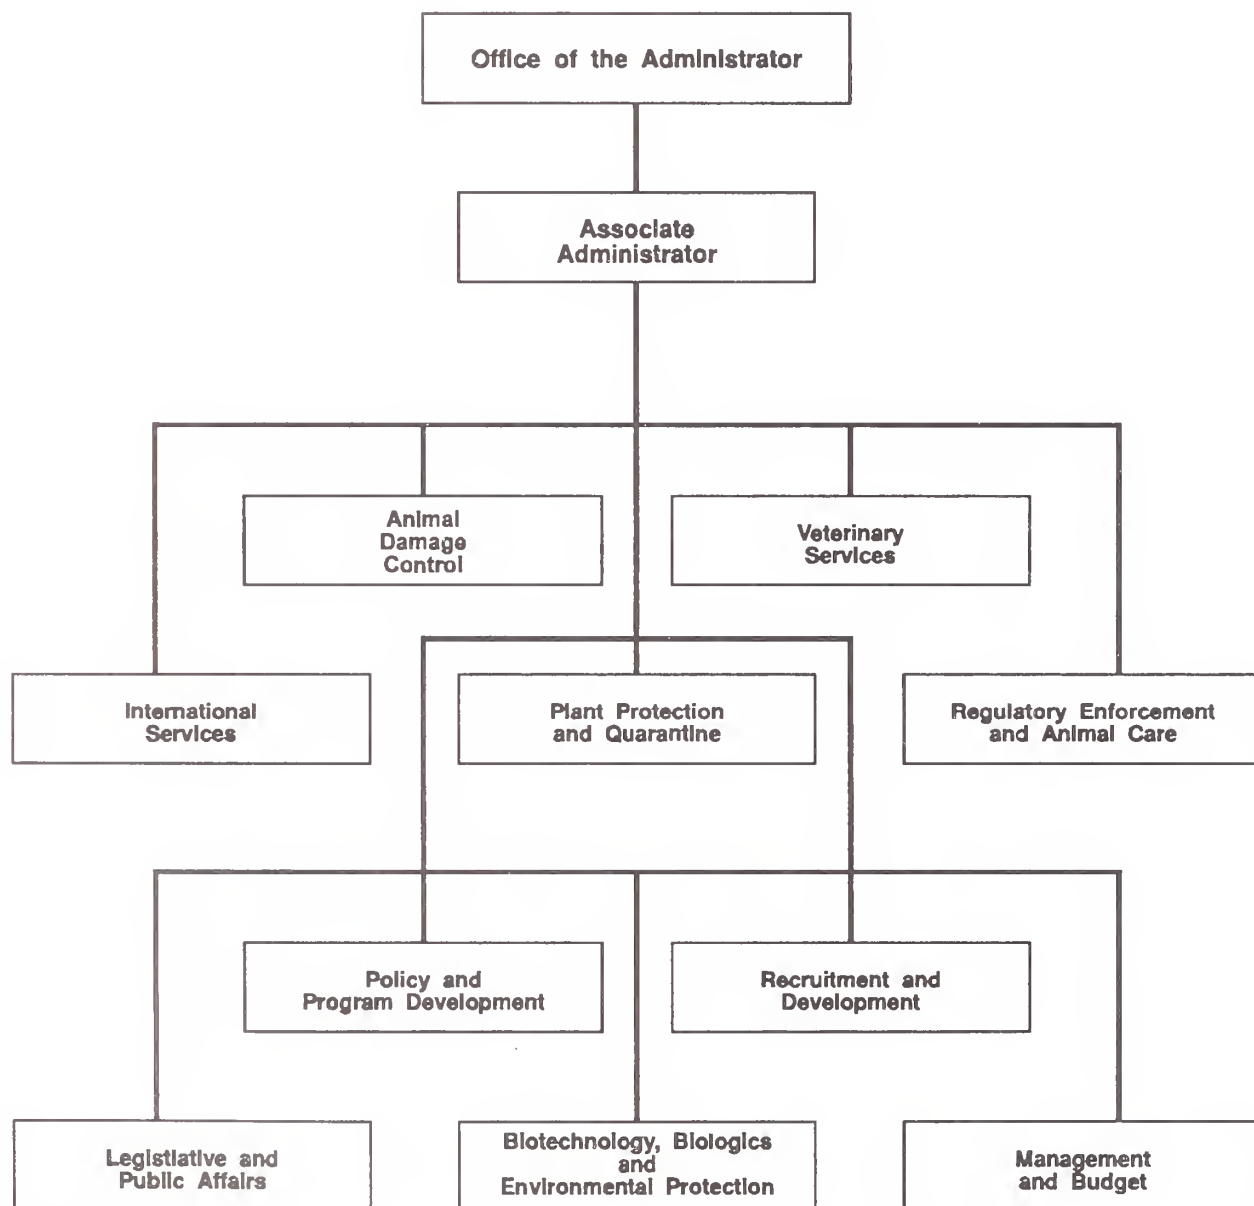 Office of the Administrator
Associate
Administrator
Animal
Damage
Control
Veterinary
Services
International
Services
Plant Protection
and Quarantine
Regulatory Enforcement
and Animal Care
Policy and
Program Development
Recruitment and
Development
Legistiative and
Public Affairs
Biotechnology, Biologics
and
Environmental Protection
Management
and Budget